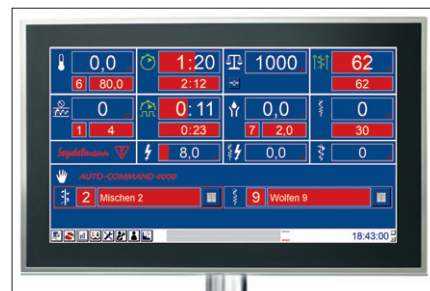 0,0 1:20 1000 62
6 80,0 2:12 62
0 0:11 0,0 0
1 4 0:23 7 2,0 30
Seydelmann 8,0 0,0 0
AUTO-COMMAND 4000
2 Mischen 2 9 Wolfen 9
18:43:00